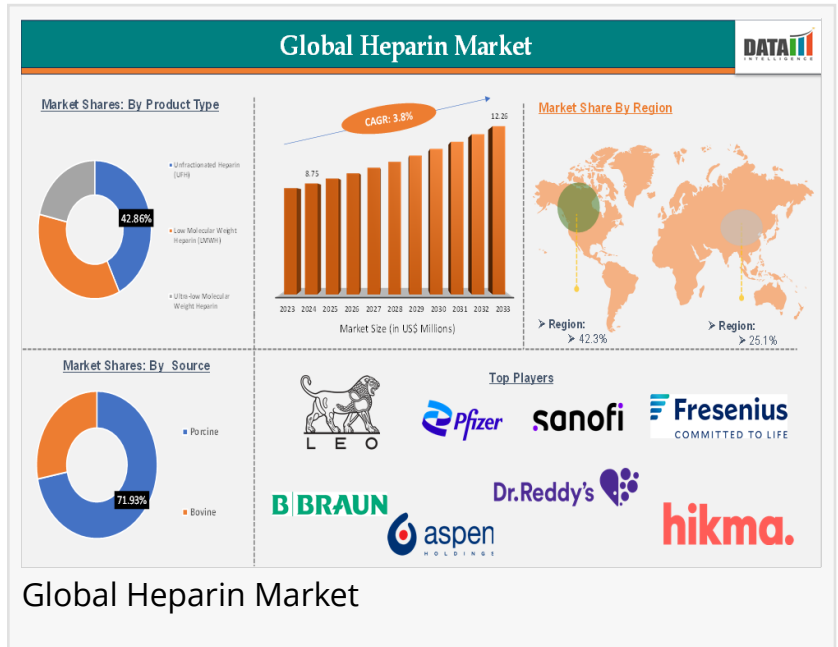 Global Heparin Market
DATA
INTELLIGENCE
Market Shares: By Product Type
42.86%
Unfractionated Heparin
(UFH)
Low Molecular Weight
Heparin (LMWH)
Ultra-low Molecular
Weight Heparin
CAGR: 3.8%
8.75
12.26
2023 2024 2025 2026 2027 2028 2029 2030 2031 2032 2033
Market Size (in US$ Millions)
Market Share By Region
Region:
42.3%
Region:
25.1%
Market Shares: By Source
71.93%
Porcine
Bovine
Top Players
LEO
Pfizer
sanofi
Fresenius
COMMITTED TO LIFE
B|BRAUN
Dr.Reddy's
aspen
HOLDINGS
hikma.
Global Heparin Market